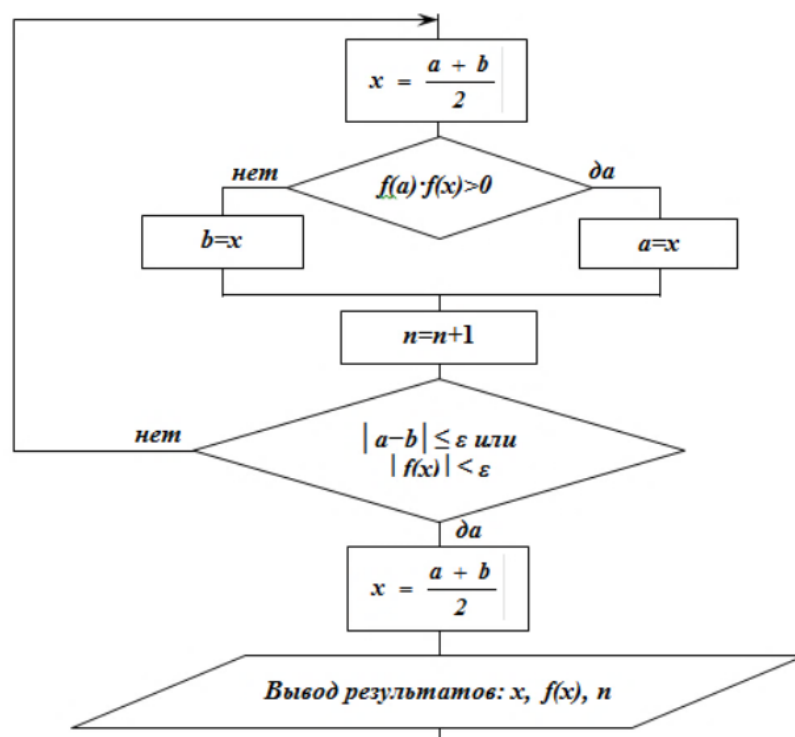 x = a + b
2
нет
да
f(a)·f(x)>0
b=x
a=x
n=n+1
нет
|a−b| ≤ ε или
|f(x)| < ε
да
x = a + b
2
Вывод результатов: x, f(x), n